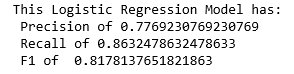 This Logistic Regression Model has:
Precision of 0.7769230769230769
Recall of 0.8632478632478633
F1 of  0.8178137651821863